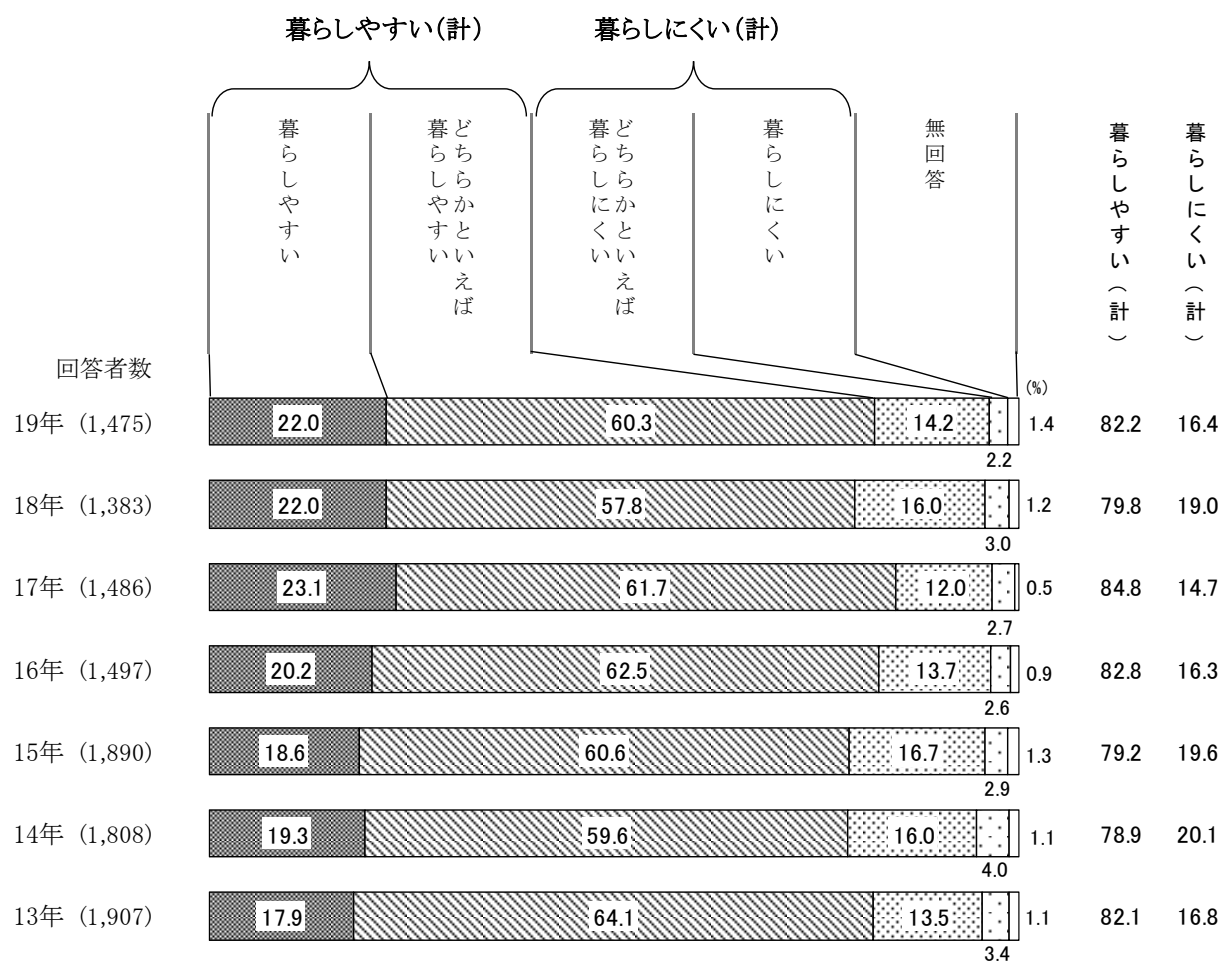 暮らしやすい(計) 暮らしにくい(計)
暮らしやすい
どちらかといえば
暮らしやすい
どちらかといえば
暮らしにくい
暮らしにくい
無回答
暮らしやすい(計)
暮らしにくい(計)
回答者数
(%)
19年 (1,475) 22.0 60.3 14.2 1.4 82.2 16.4
2.2
18年 (1,383) 22.0 57.8 16.0 1.2 79.8 19.0
3.0
17年 (1,486) 23.1 61.7 12.0 0.5 84.8 14.7
2.7
16年 (1,497) 20.2 62.5 13.7 0.9 82.8 16.3
2.6
15年 (1,890) 18.6 60.6 16.7 1.3 79.2 19.6
2.9
14年 (1,808) 19.3 59.6 16.0 1.1 78.9 20.1
4.0
13年 (1,907) 17.9 64.1 13.5 1.1 82.1 16.8
3.4